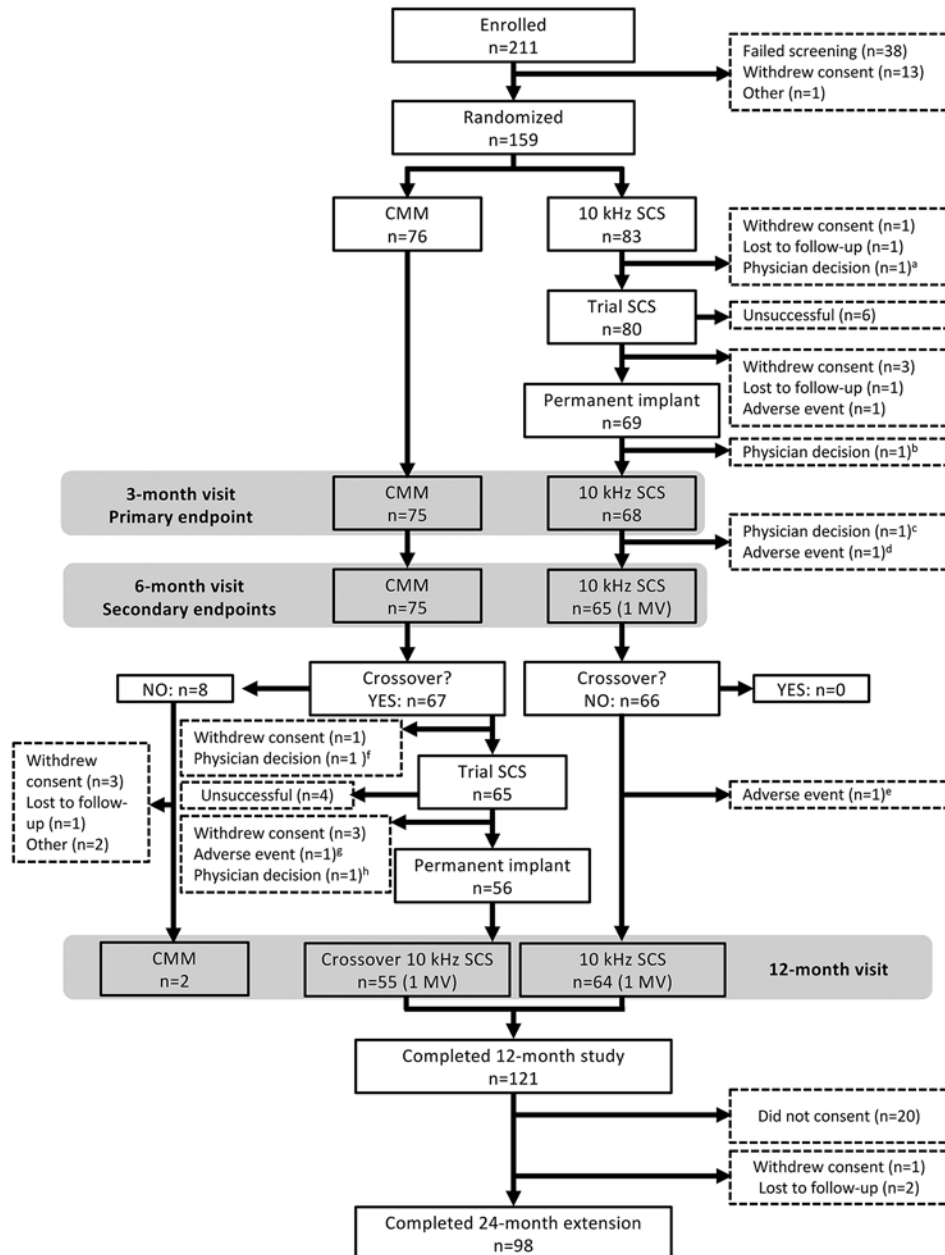 Enrolled
n=211
Failed screening (n=38)
Withdrew consent (n=13)
Other (n=1)
Randomized
n=159
CMM
n=76
10 kHz SCS
n=83
Withdrew consent (n=1)
Lost to follow-up (n=1)
Physician decision (n=1)ᵃ
Trial SCS
n=80
Unsuccessful (n=6)
Withdrew consent (n=3)
Lost to follow-up (n=1)
Adverse event (n=1)
Permanent implant
n=69
Physician decision (n=1)ᵇ
3-month visit
Primary endpoint
CMM
n=75
10 kHz SCS
n=68
Physician decision (n=1)ᶜ
Adverse event (n=1)ᵈ
6-month visit
Secondary endpoints
CMM
n=75
10 kHz SCS
n=65 (1 MV)
NO: n=8
Crossover?
YES: n=67
Crossover?
NO: n=66
YES: n=0
Withdrew consent (n=1)
Physician decision (n=1 )ᶠ
Withdrew
consent (n=3)
Lost to follow-
up (n=1)
Other (n=2)
Trial SCS
n=65
Unsuccessful (n=4)
Adverse event (n=1)ᵉ
Withdrew consent (n=3)
Adverse event (n=1)ᵍ
Physician decision (n=1)ʰ
Permanent implant
n=56
CMM
n=2
Crossover 10 kHz SCS
n=55 (1 MV)
10 kHz SCS
n=64 (1 MV)
12-month visit
Completed 12-month study
n=121
Did not consent (n=20)
Withdrew consent (n=1)
Lost to follow-up (n=2)
Completed 24-month extension
n=98